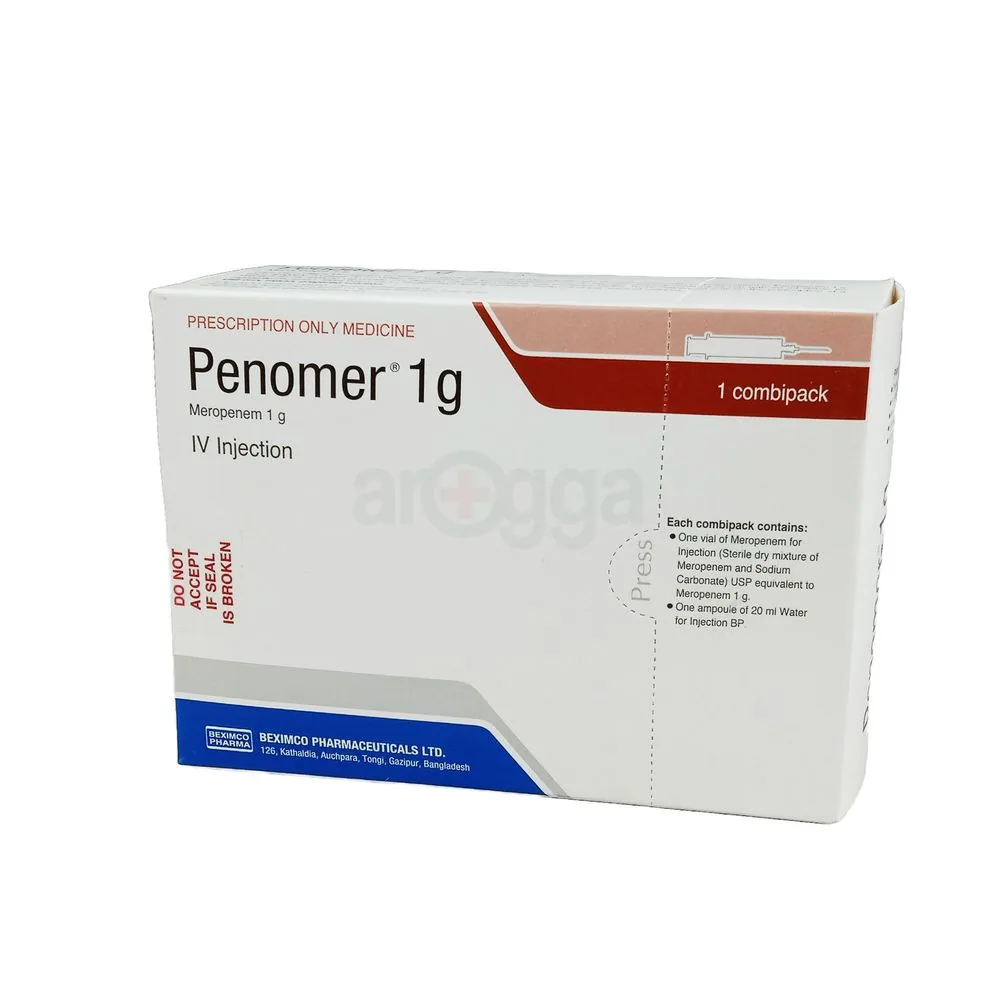 PRESCRIPTION ONLY MEDICINE
Penomer® 1g
Meropenem 1 g
IV Injection
1 combipack
arogga
Press
Each combipack contains:
• One vial of Meropenem for
Injection (Sterile dry mixture of
Meropenem and Sodium
Carbonate) USP equivalent to
Meropenem 1 g.
• One ampoule of 20 ml Water
for Injection BP.
DO NOT
ACCEPT
IF SEAL
IS BROKEN
BEXIMCO
PHARMA
BEXIMCO PHARMACEUTICALS LTD.
126, Kathaldia, Auchpara, Tongi, Gazipur, Bangladesh